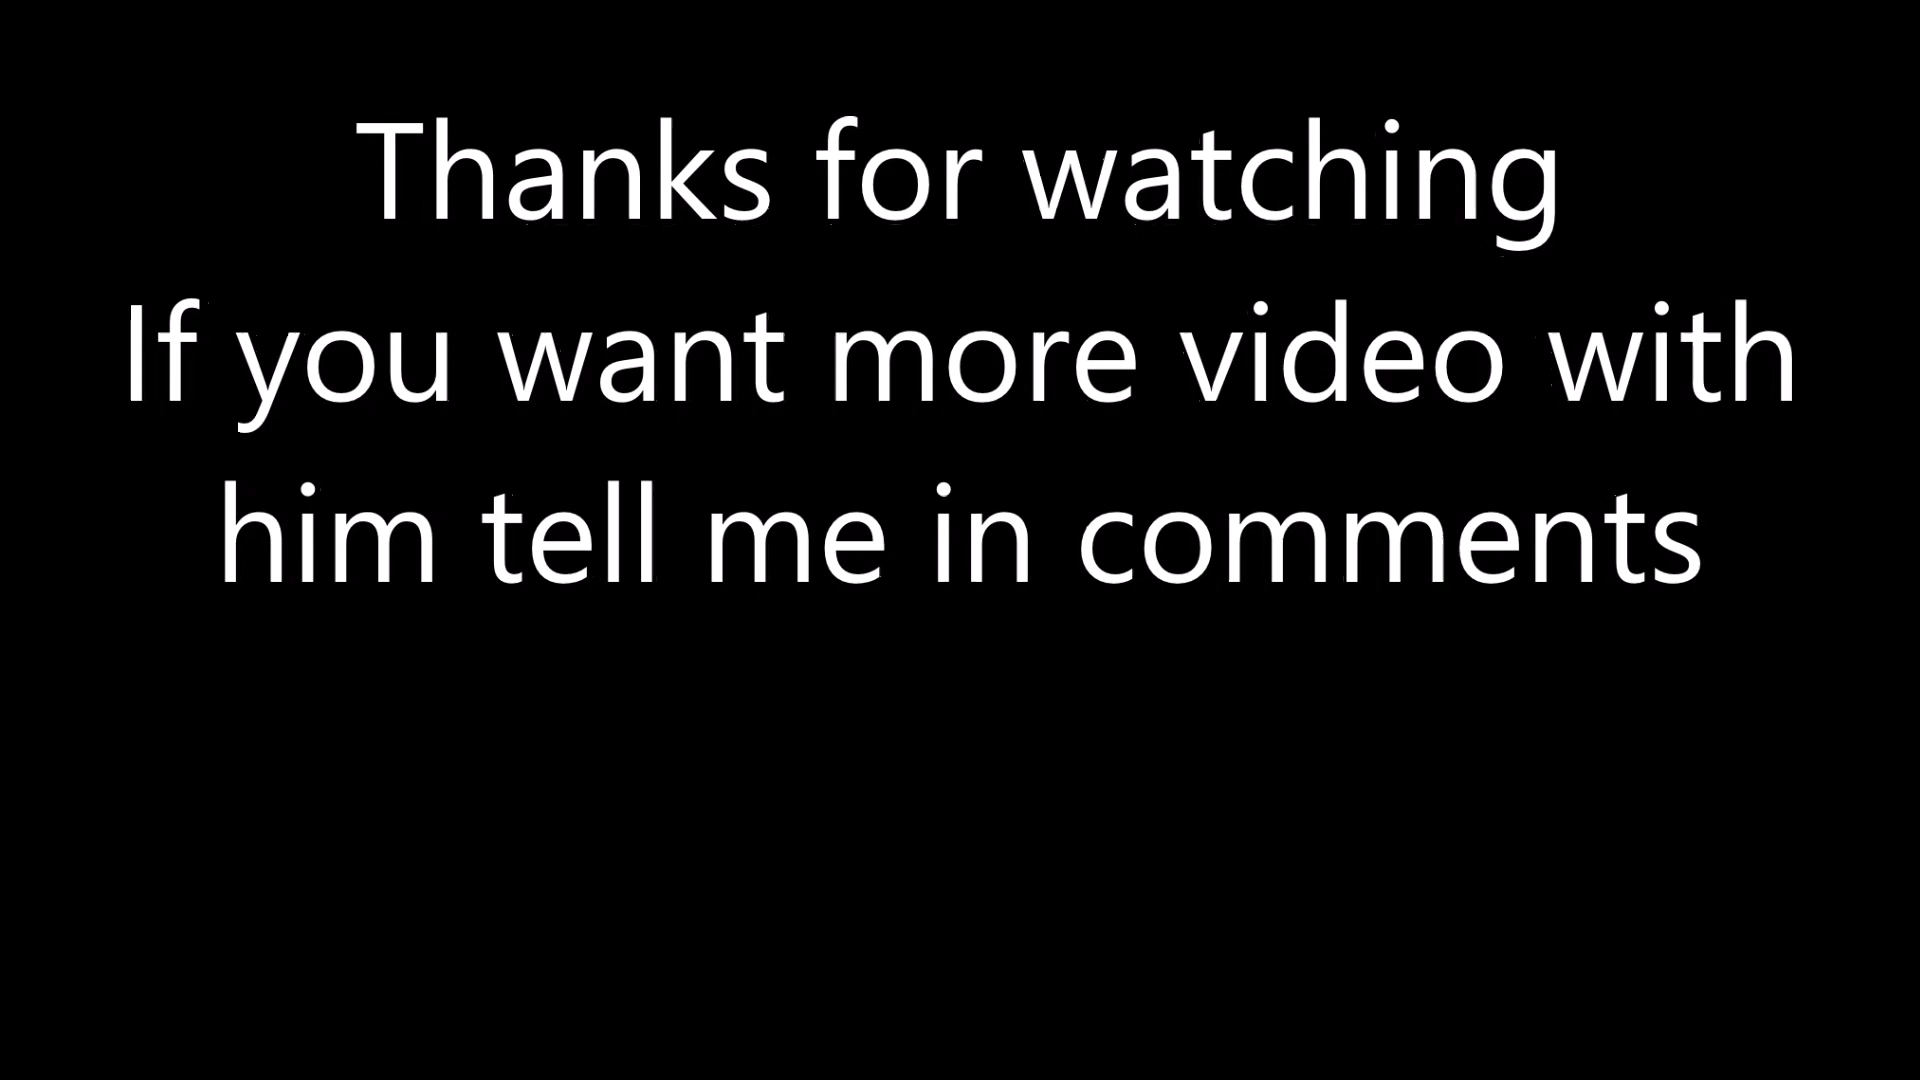 Thanks for watching
If you want more video with
him tell me in comments